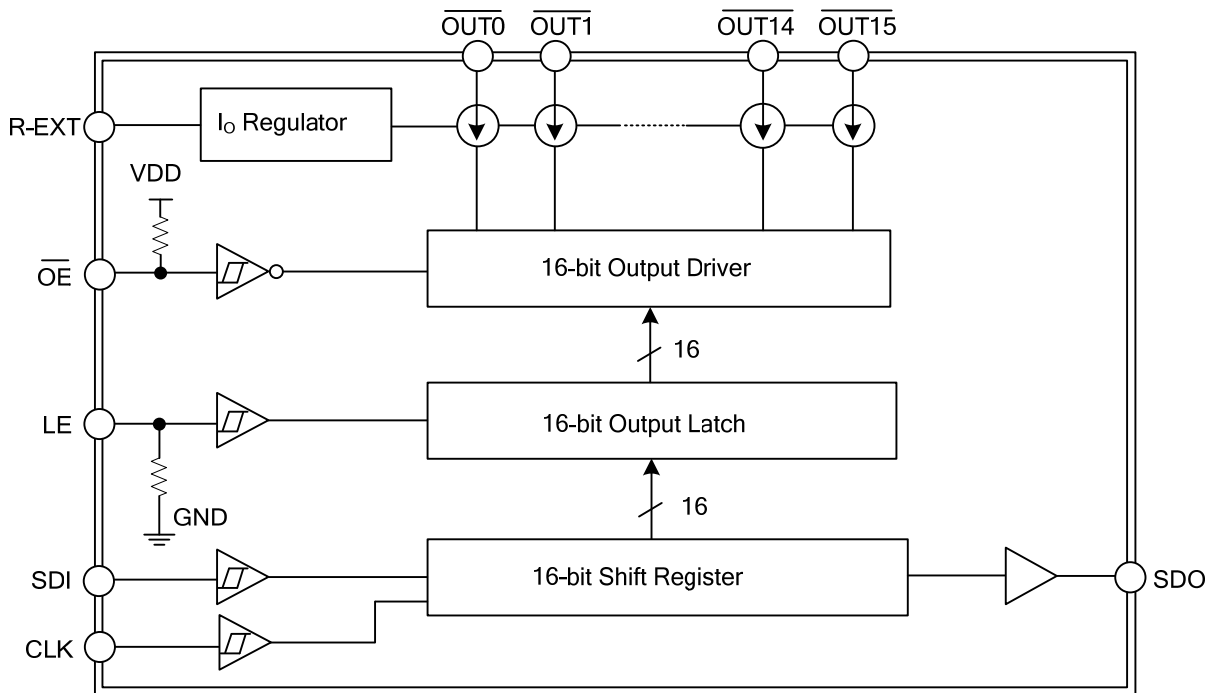 OUT0 OUT1 OUT14 OUT15
R-EXT
IO Regulator
VDD
OE
16-bit Output Driver
16
LE
16-bit Output Latch
16
GND
SDI
16-bit Shift Register
SDO
CLK